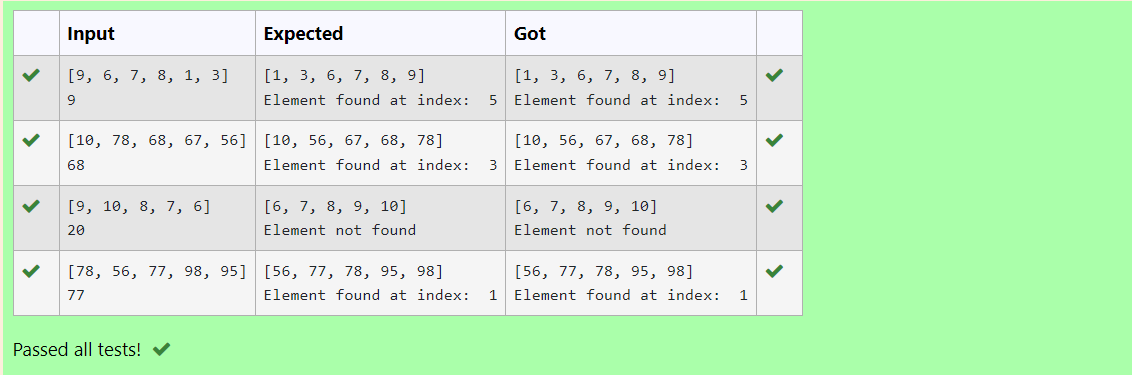 Input Expected Got
[9, 6, 7, 8, 1, 3] [1, 3, 6, 7, 8, 9] [1, 3, 6, 7, 8, 9]
9 Element found at index:  5 Element found at index:  5
[10, 78, 68, 67, 56] [10, 56, 67, 68, 78] [10, 56, 67, 68, 78]
68 Element found at index:  3 Element found at index:  3
[9, 10, 8, 7, 6] [6, 7, 8, 9, 10] [6, 7, 8, 9, 10]
20 Element not found Element not found
[78, 56, 77, 98, 95] [56, 77, 78, 95, 98] [56, 77, 78, 95, 98]
77 Element found at index:  1 Element found at index:  1
Passed all tests!